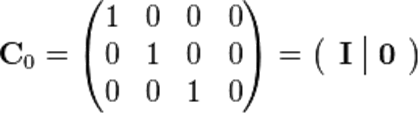 C₀ = ( 1 0 0 0
0 1 0 0
0 0 1 0 ) = ( I | 0 )